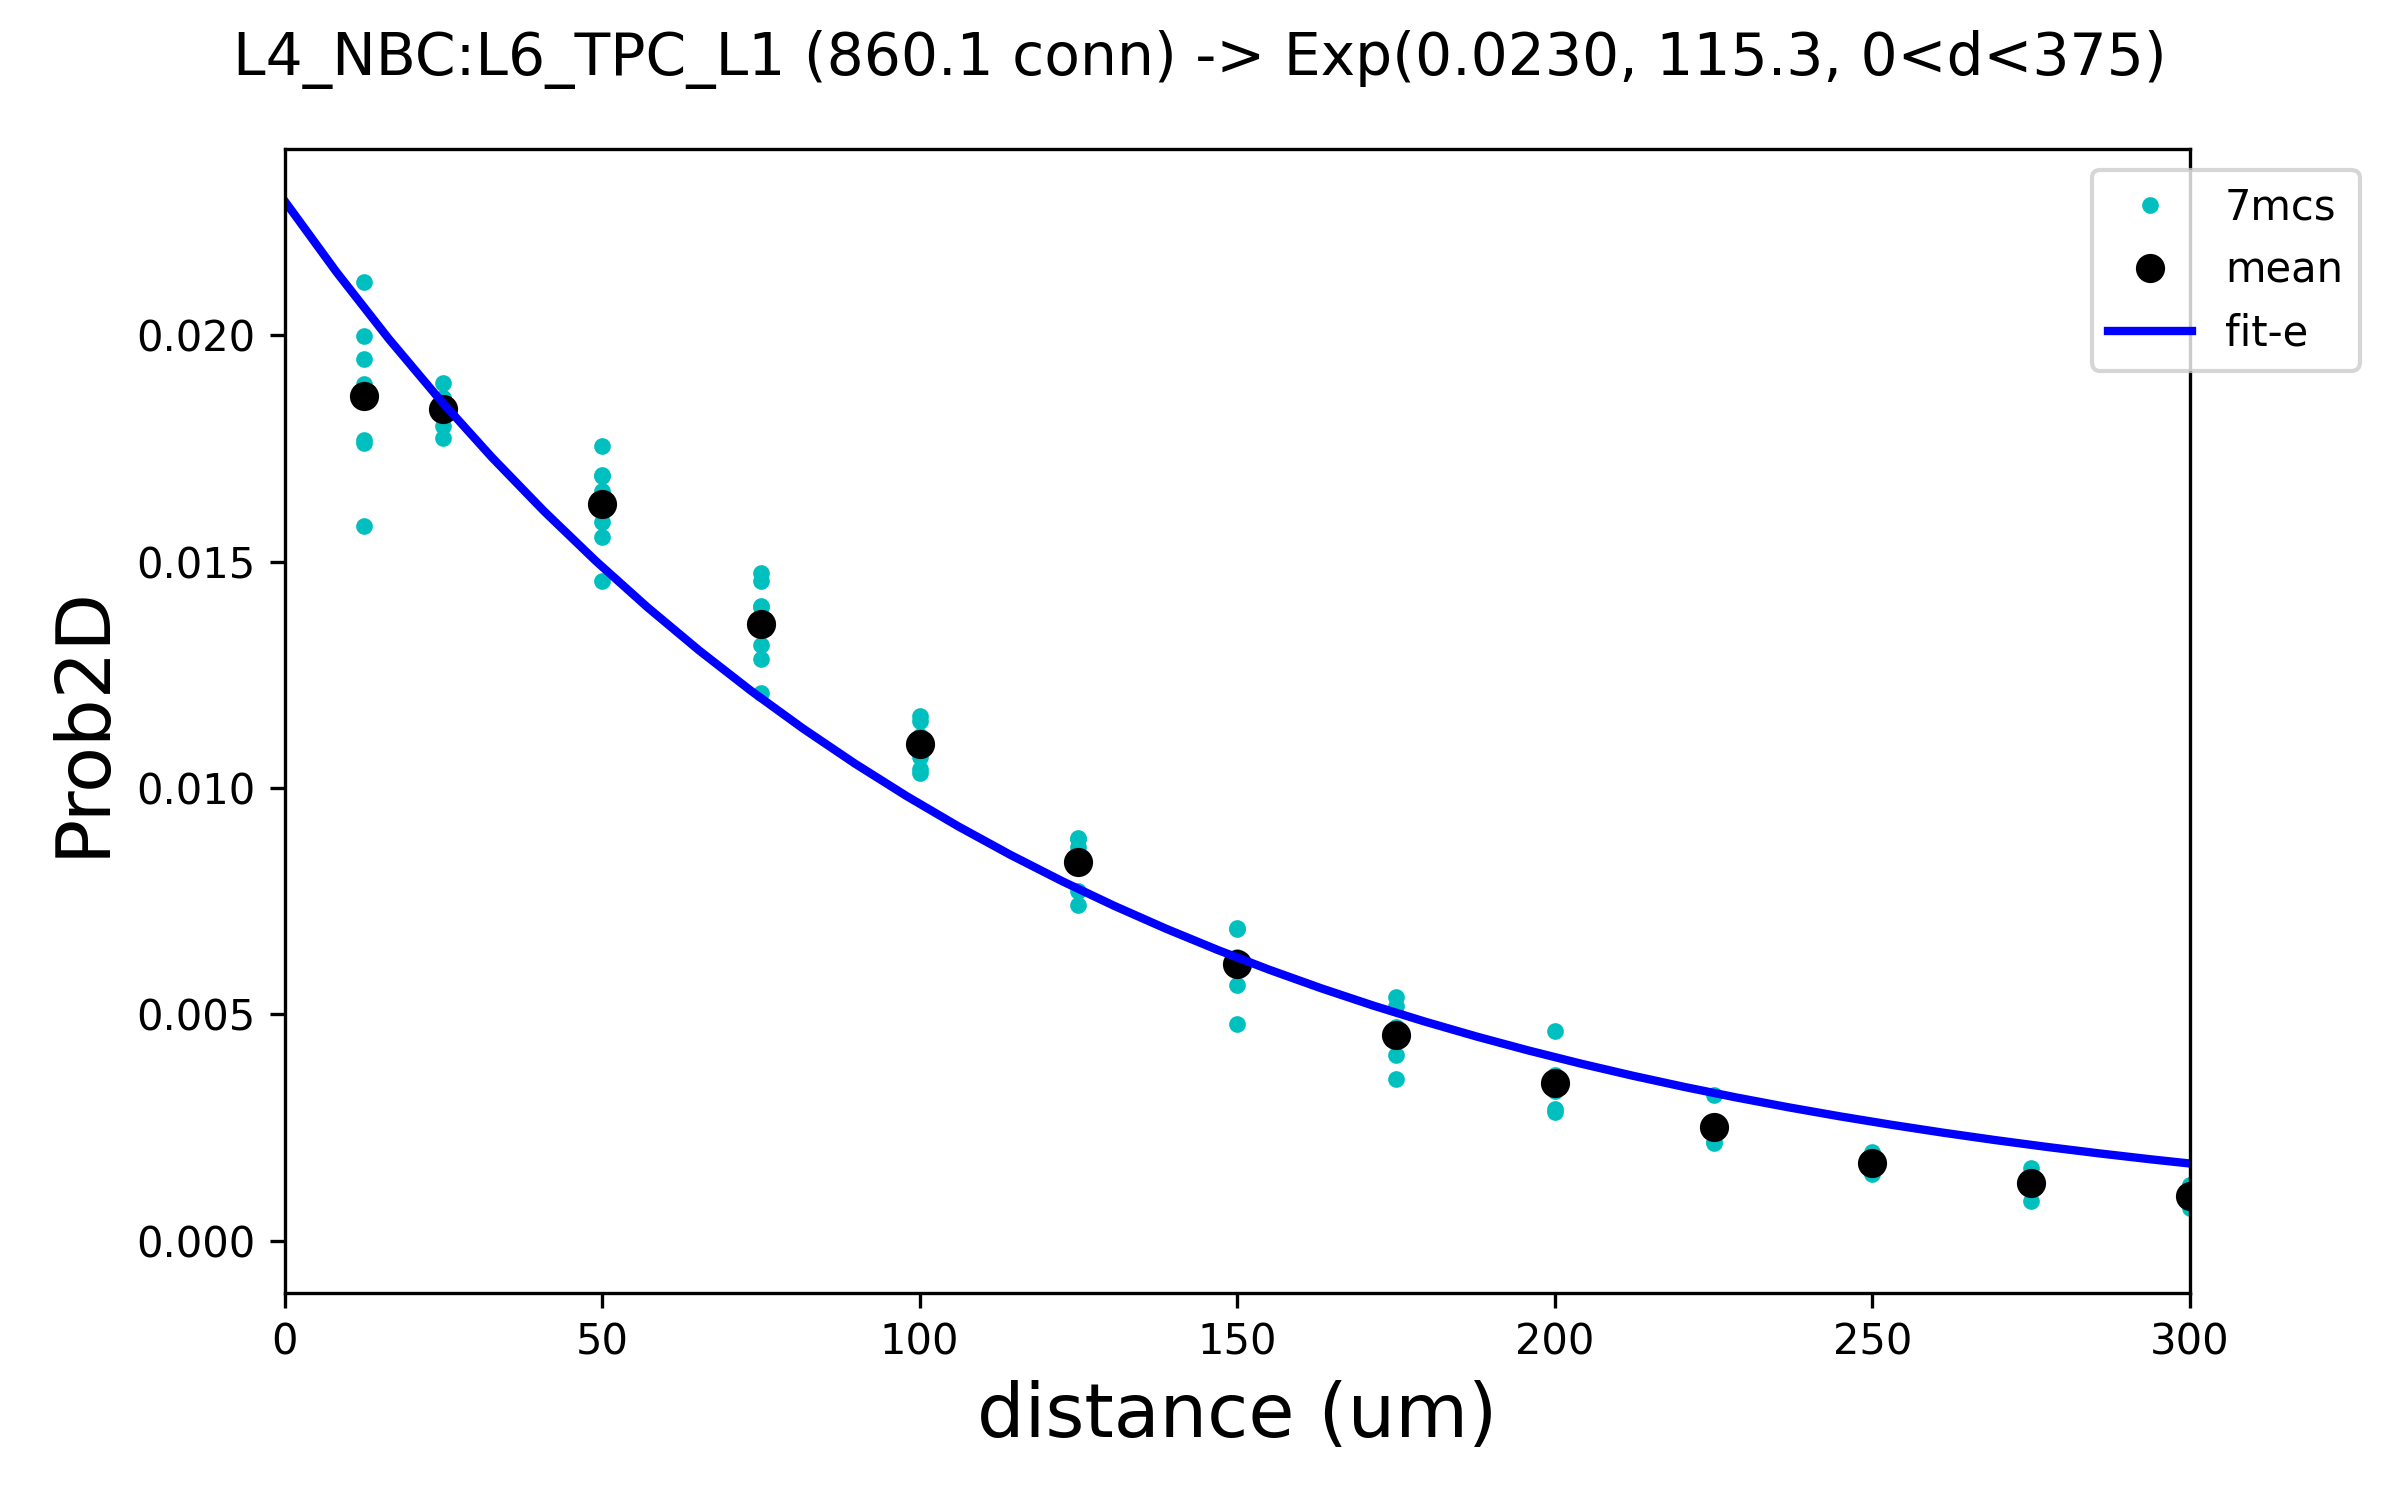 L4_NBC:L6_TPC_L1 (860.1 conn) -> Exp(0.0230, 115.3, 0<d<375)
7mcs
mean
fit-e
Prob2D
0.020
0.015
0.010
0.005
0.000
0 50 100 150 200 250 300
distance (um)